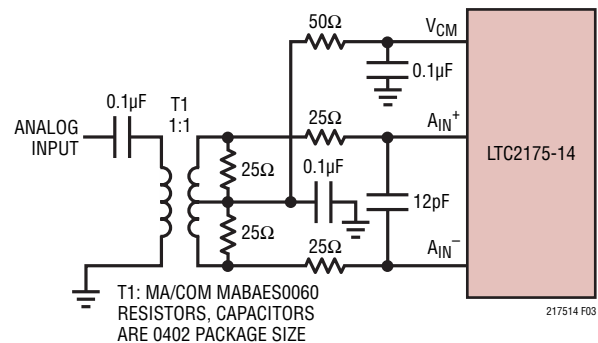 50Ω
VCM
0.1µF
0.1µF
T1
1:1
ANALOG
INPUT
25Ω
AIN+
25Ω
0.1µF
LTC2175-14
12pF
25Ω
25Ω
AIN–
T1: MA/COM MABAES0060
RESISTORS, CAPACITORS
ARE 0402 PACKAGE SIZE
217514 F03